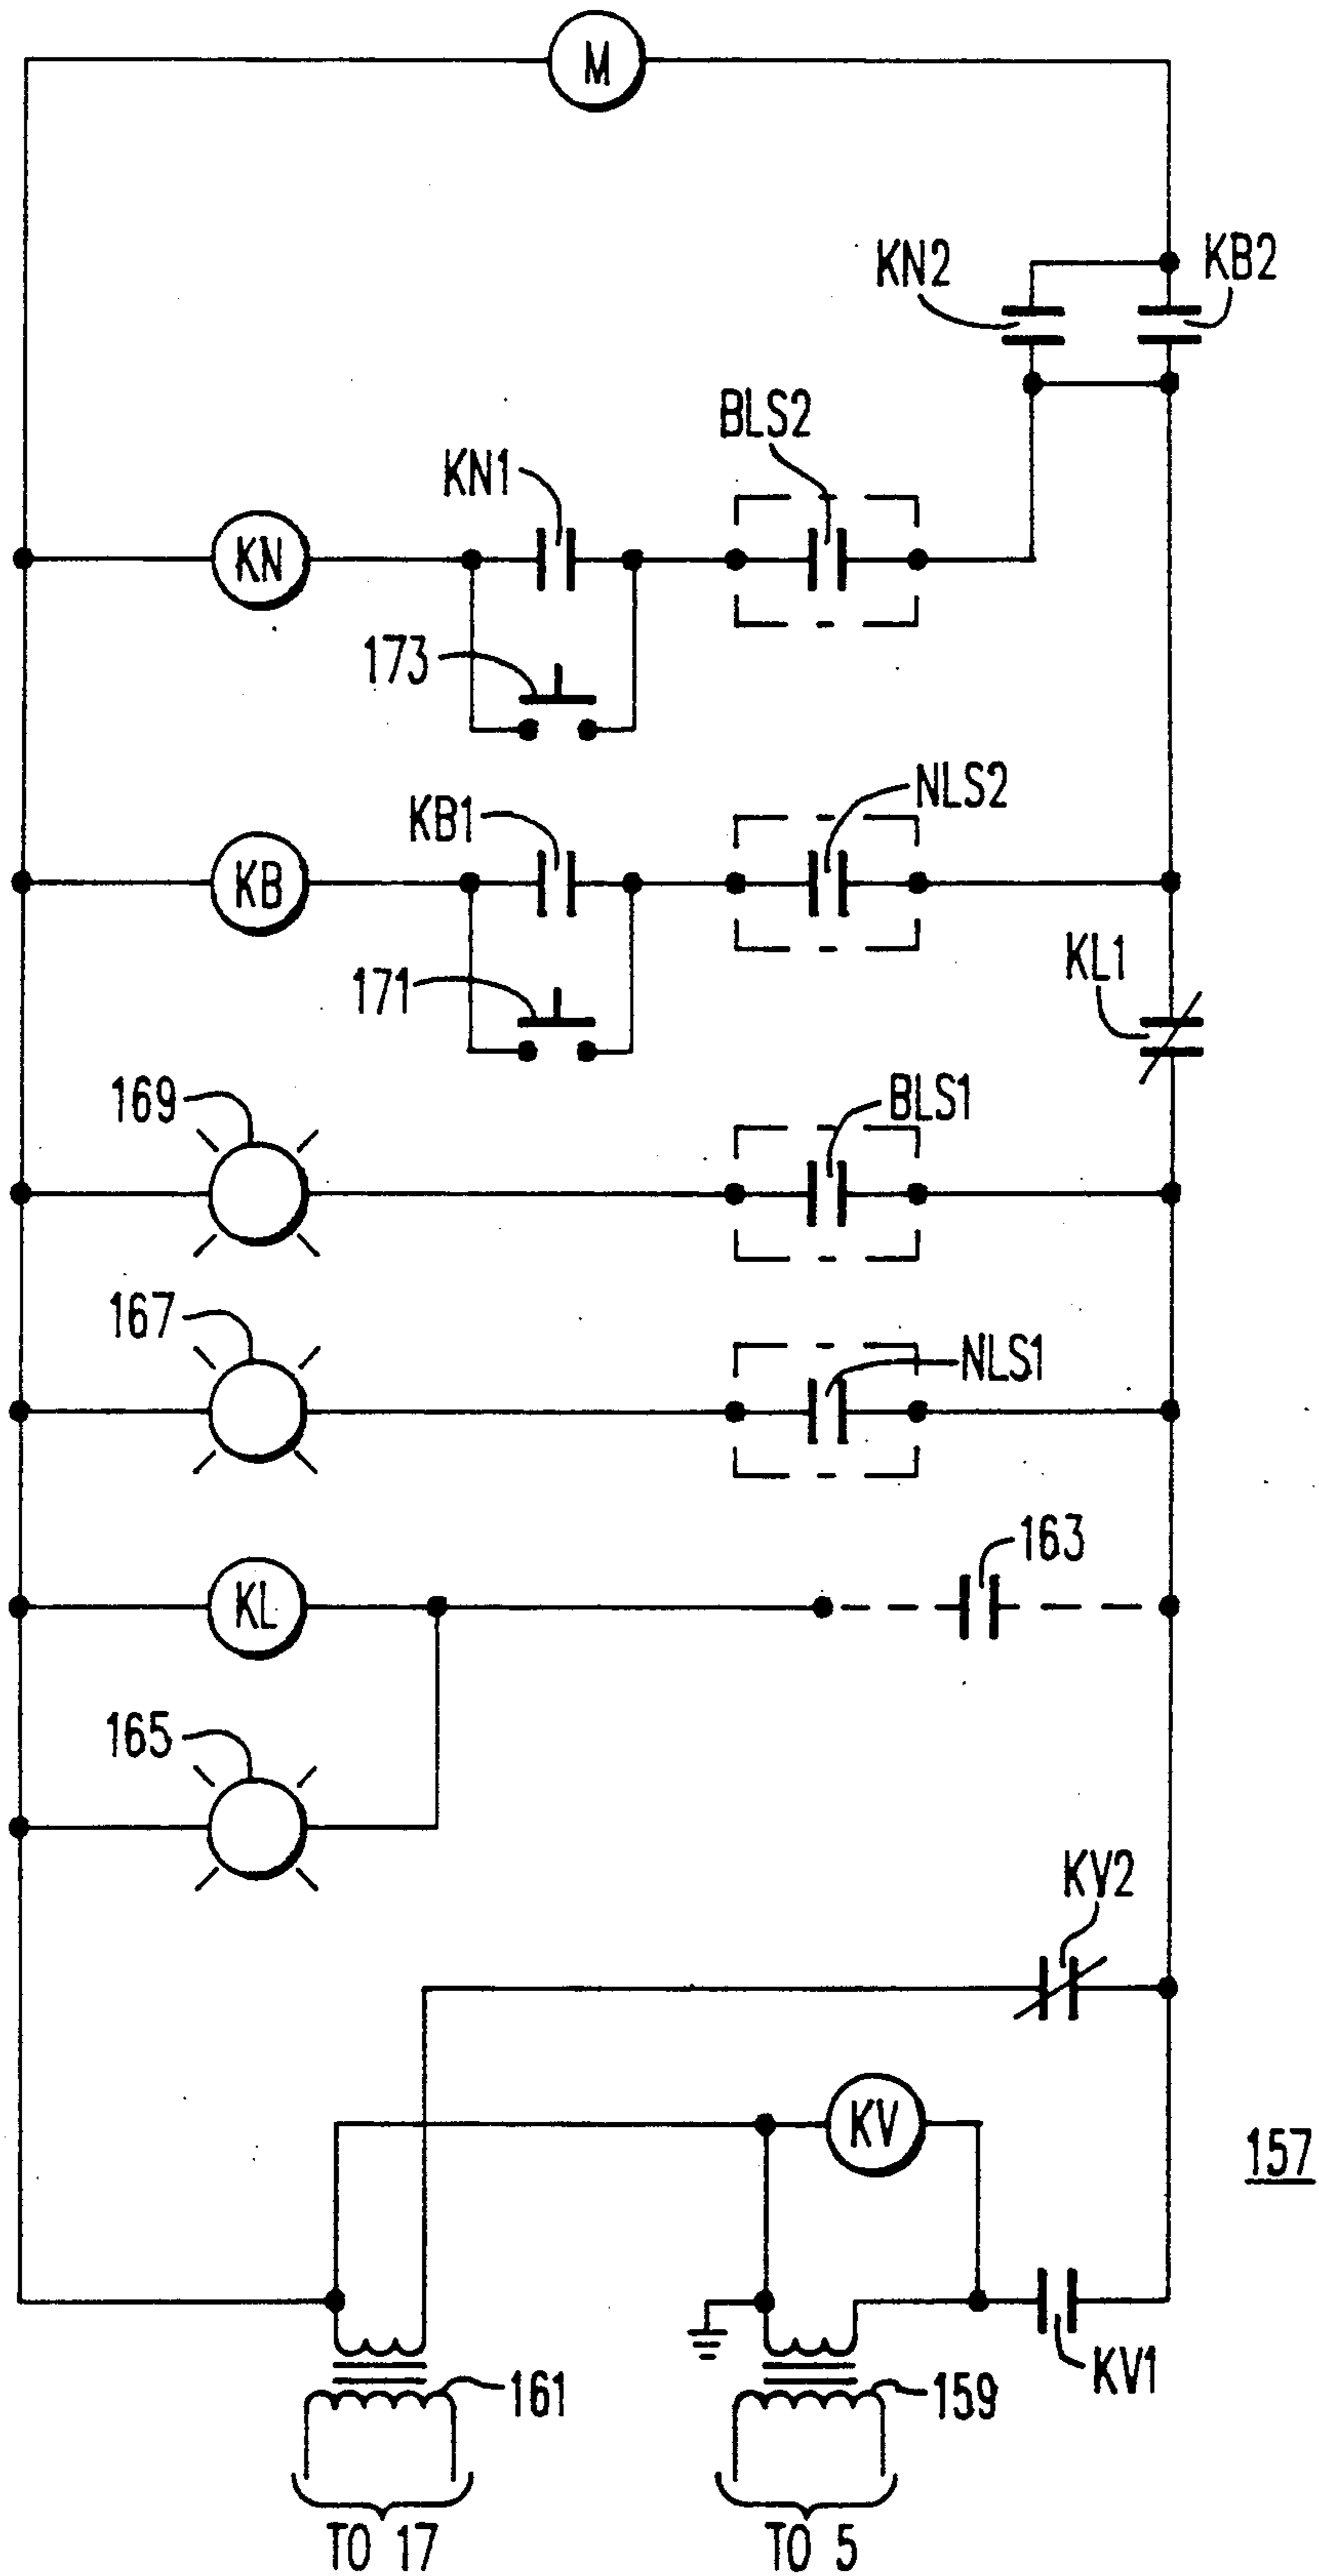 M
KN2
KB2
BLS2
KN1
KN
173
NLS2
KB1
KB
KL1
171
BLS1
169
167
NLS1
163
KL
165
KV2
KV
157
161
159
KV1
TO 17
TO 5